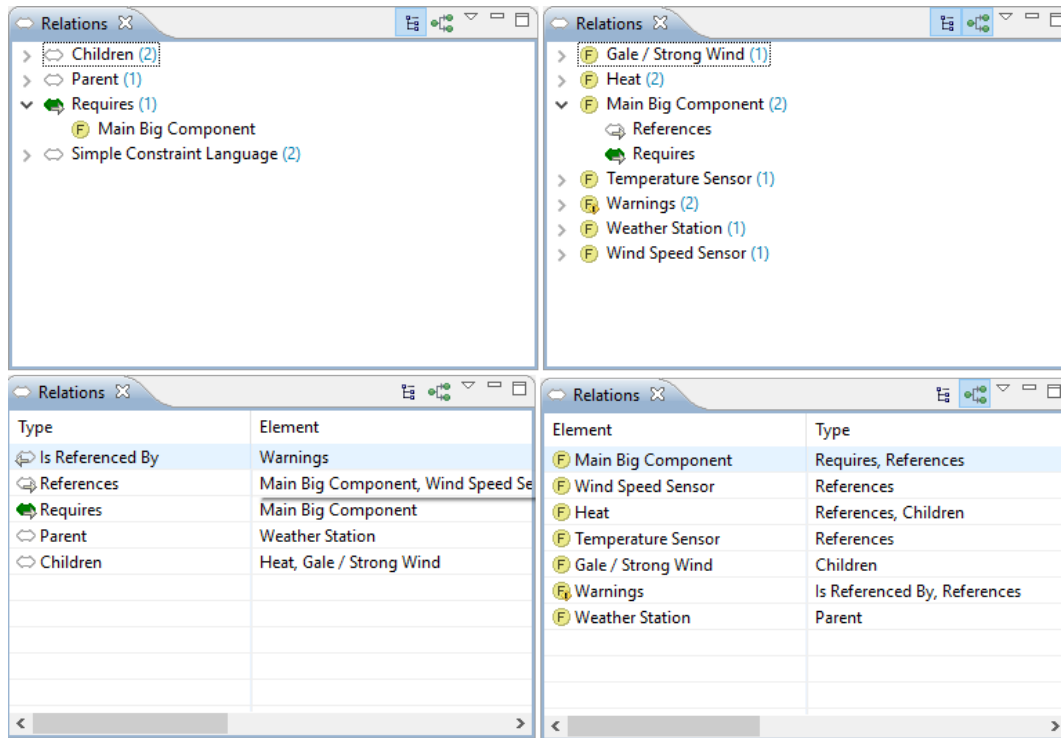 Relations
Children (2)
Parent (1)
Requires (1)
F Main Big Component
Simple Constraint Language (2)
Relations
F Gale / Strong Wind (1)
F Heat (2)
F Main Big Component (2)
References
Requires
F Temperature Sensor (1)
F Warnings (2)
F Weather Station (1)
F Wind Speed Sensor (1)
Relations
Type Element
Is Referenced By Warnings
References Main Big Component, Wind Speed Se
Requires Main Big Component
Parent Weather Station
Children Heat, Gale / Strong Wind
Relations
Element Type
F Main Big Component Requires, References
F Wind Speed Sensor References
F Heat References, Children
F Temperature Sensor References
F Gale / Strong Wind Children
F Warnings Is Referenced By, References
F Weather Station Parent